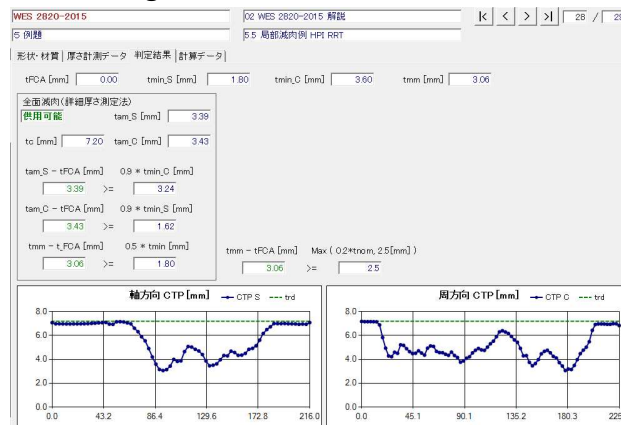 WES 2820-2015
02 WES 2820-2015 解説
|< < > >| 28 /
5 例題
5.5 局部減肉例 HPI RRT
形状・材質 厚さ計測データ 判定結果 計算データ
tFCA [mm] 0.00 tmin_S [mm] 1.80 tmin_C [mm] 3.60 tmm [mm] 3.06
全面減肉(詳細厚さ測定法)
供用可能 tam_S [mm] 3.39
tc [mm] 7.20 tam_C [mm] 3.43
tam_S - tFCA [mm] 0.9 * tmin_C [mm]
3.39 >= 3.24
tam_C - tFCA [mm] 0.9 * tmin_S [mm]
3.43 >= 1.62
tmm - t_FCA [mm] 0.5 * tmin [mm]
3.06 >= 1.80
tmm - tFCA [mm] Max ( 0.2*tnom, 2.5[mm] )
3.06 >= 2.5
軸方向 CTP [mm] CTP S trd
8.0
6.0
4.0
2.0
0.0
0.0 43.2 86.4 129.6 172.8 216.0
周方向 CTP [mm] CTP C trd
8.0
6.0
4.0
2.0
0.0
0.0 45.1 90.1 135.2 180.3 225